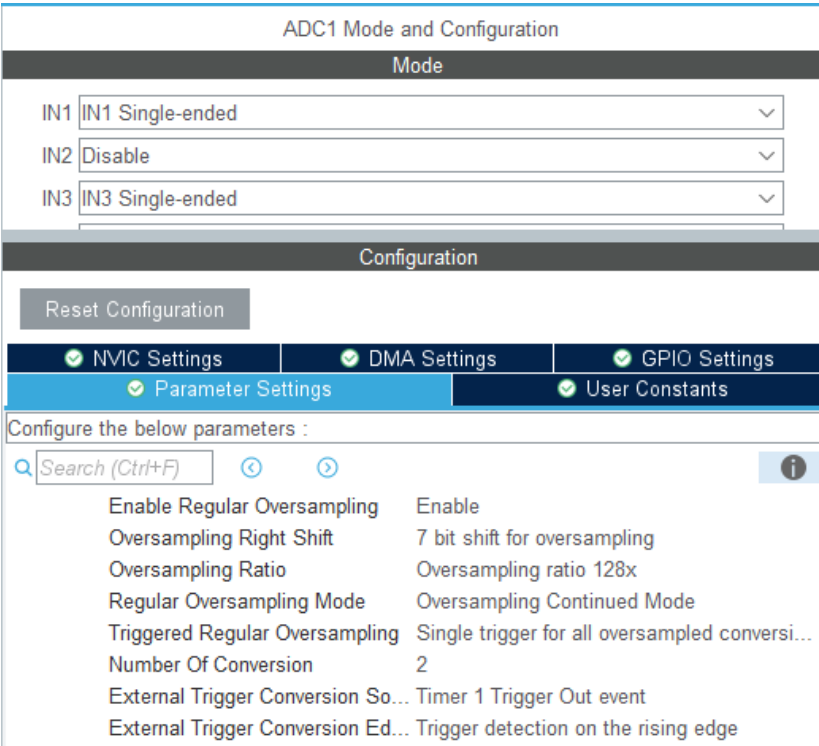 ADC1 Mode and Configuration
Mode
IN1 IN1 Single-ended
IN2 Disable
IN3 IN3 Single-ended
Configuration
Reset Configuration
NVIC Settings DMA Settings GPIO Settings
Parameter Settings User Constants
Configure the below parameters :
Search (Ctrl+F)
Enable Regular Oversampling Enable
Oversampling Right Shift 7 bit shift for oversampling
Oversampling Ratio Oversampling ratio 128x
Regular Oversampling Mode Oversampling Continued Mode
Triggered Regular Oversampling Single trigger for all oversampled conversi...
Number Of Conversion 2
External Trigger Conversion So... Timer 1 Trigger Out event
External Trigger Conversion Ed... Trigger detection on the rising edge